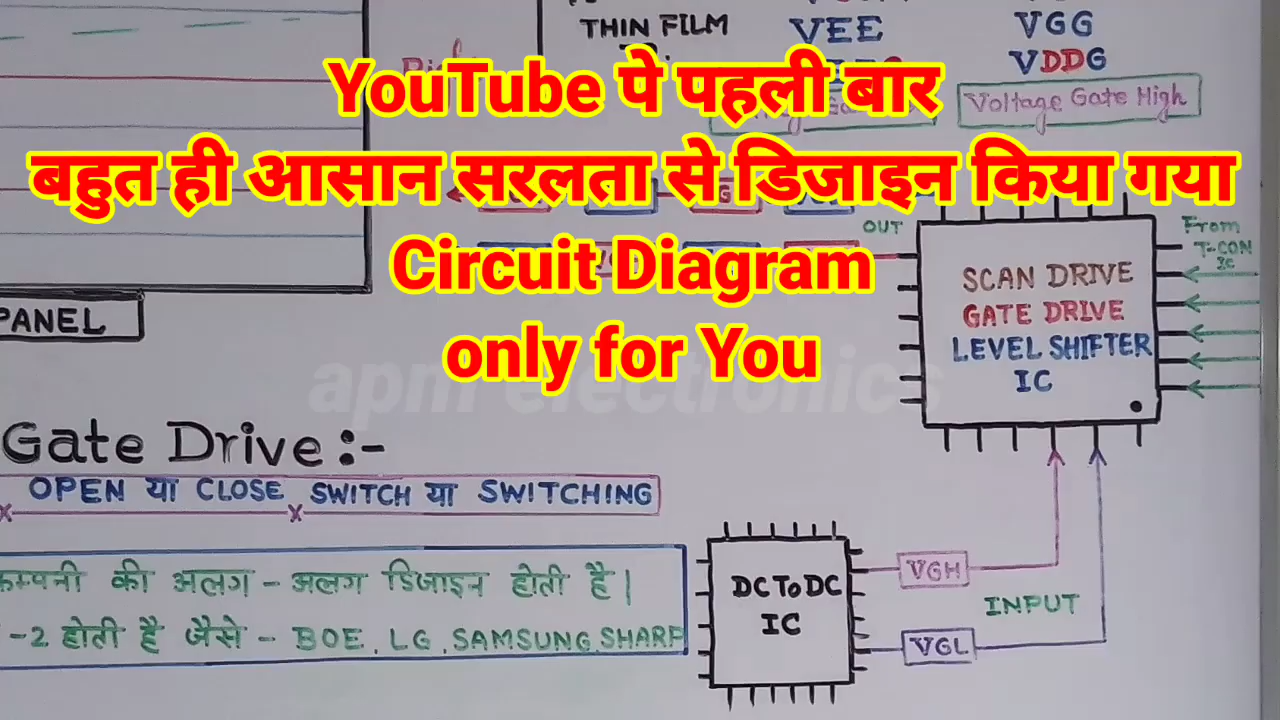 THIN FILM
VEE
VGG
VDDG
Voltage Gate High
YouTube पे पहली बार
बहुत ही आसान सरलता से डिजाइन किया गया
Circuit Diagram
only for You
apm electronics
OUT
From
T-CON
IC
SCAN DRIVE
GATE DRIVE
LEVEL SHIFTER
IC
PANEL
Gate Drive:-
OPEN या CLOSE SWITCH या SWITCHING
की अलग - अलग डिजाइन होती है।
-2 होती है जैसे - BOE, LG, SAMSUNG, SHARP
DC To DC
IC
VGH
INPUT
VGL